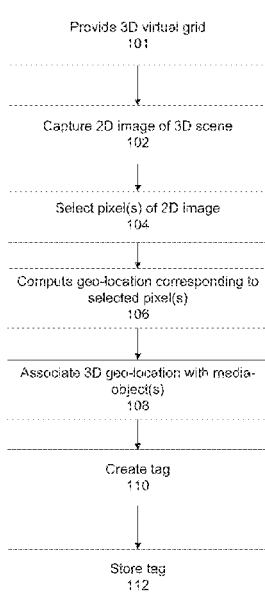 Provide 3D virtual grid
101
Capture 2D image of 3D scene
102
Select pixel(s) of 2D image
104
Computes geo-location corresponding to
selected pixel(s)
106
Associate 3D geo-location with media-
object(s)
108
Create tag
110
Store tag
112